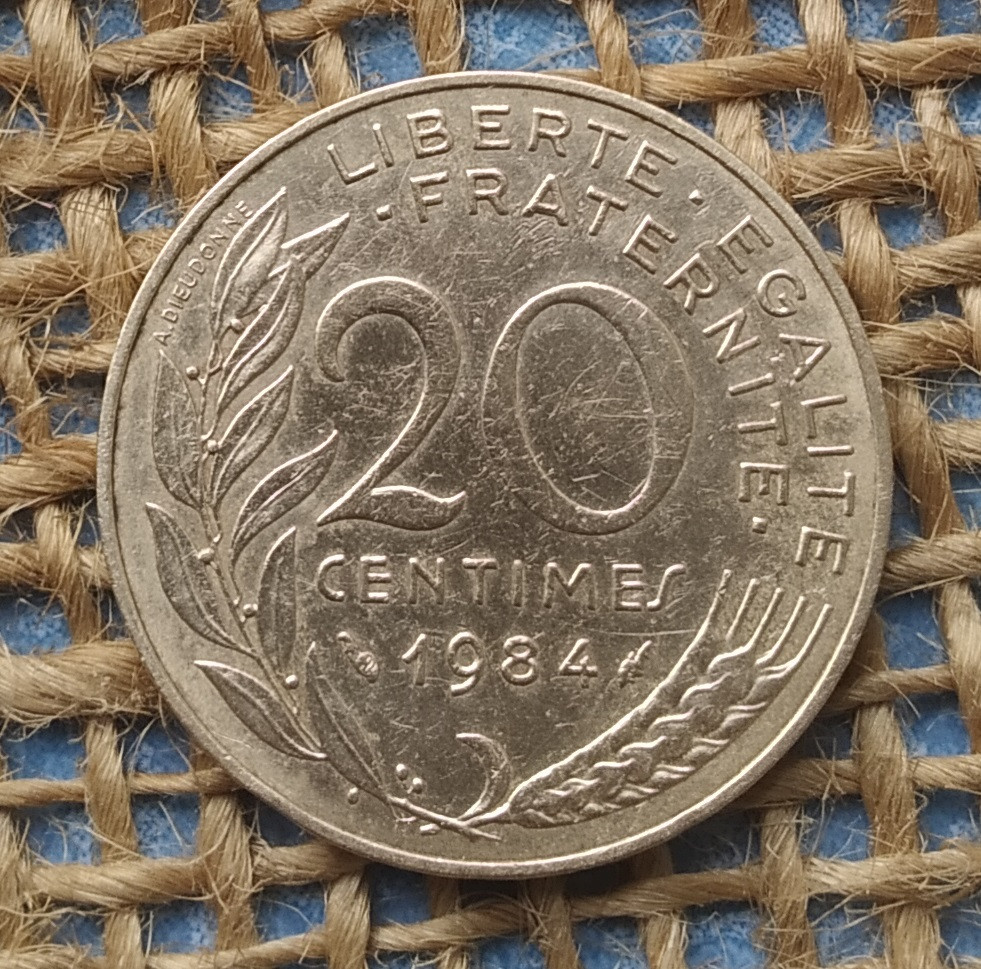 LIBERTE · EGALITE
· FRATERNITE ·
A.DIEUDONNE
20
CENTIMES
1984